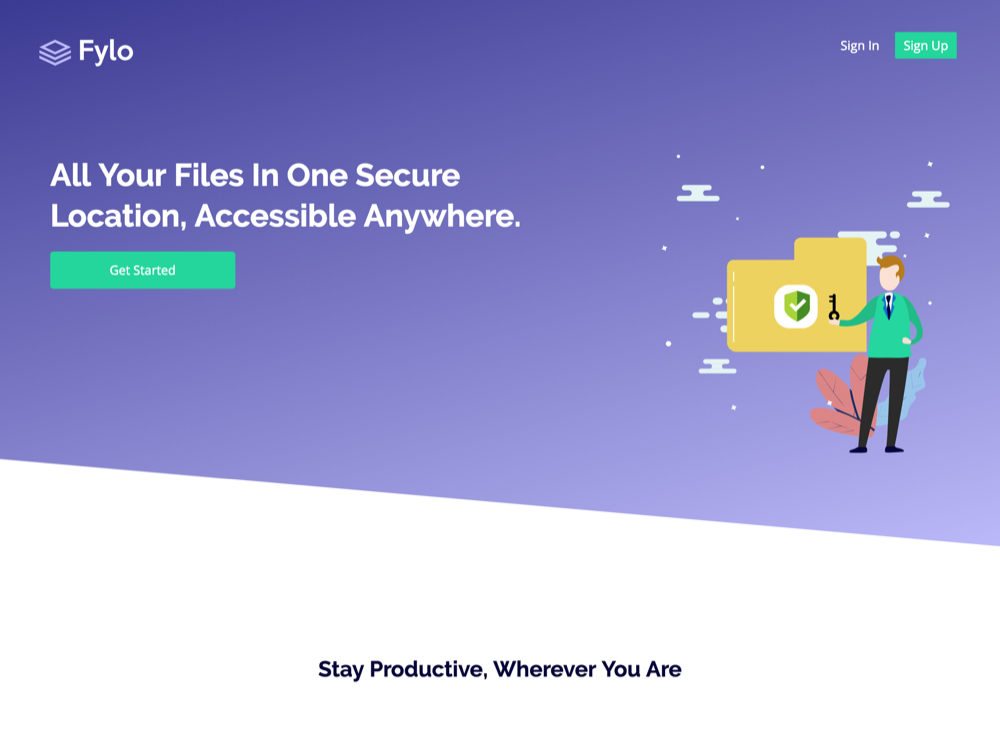 Fylo
Sign In
Sign Up
All Your Files In One Secure
Location, Accessible Anywhere.
Get Started
Stay Productive, Wherever You Are